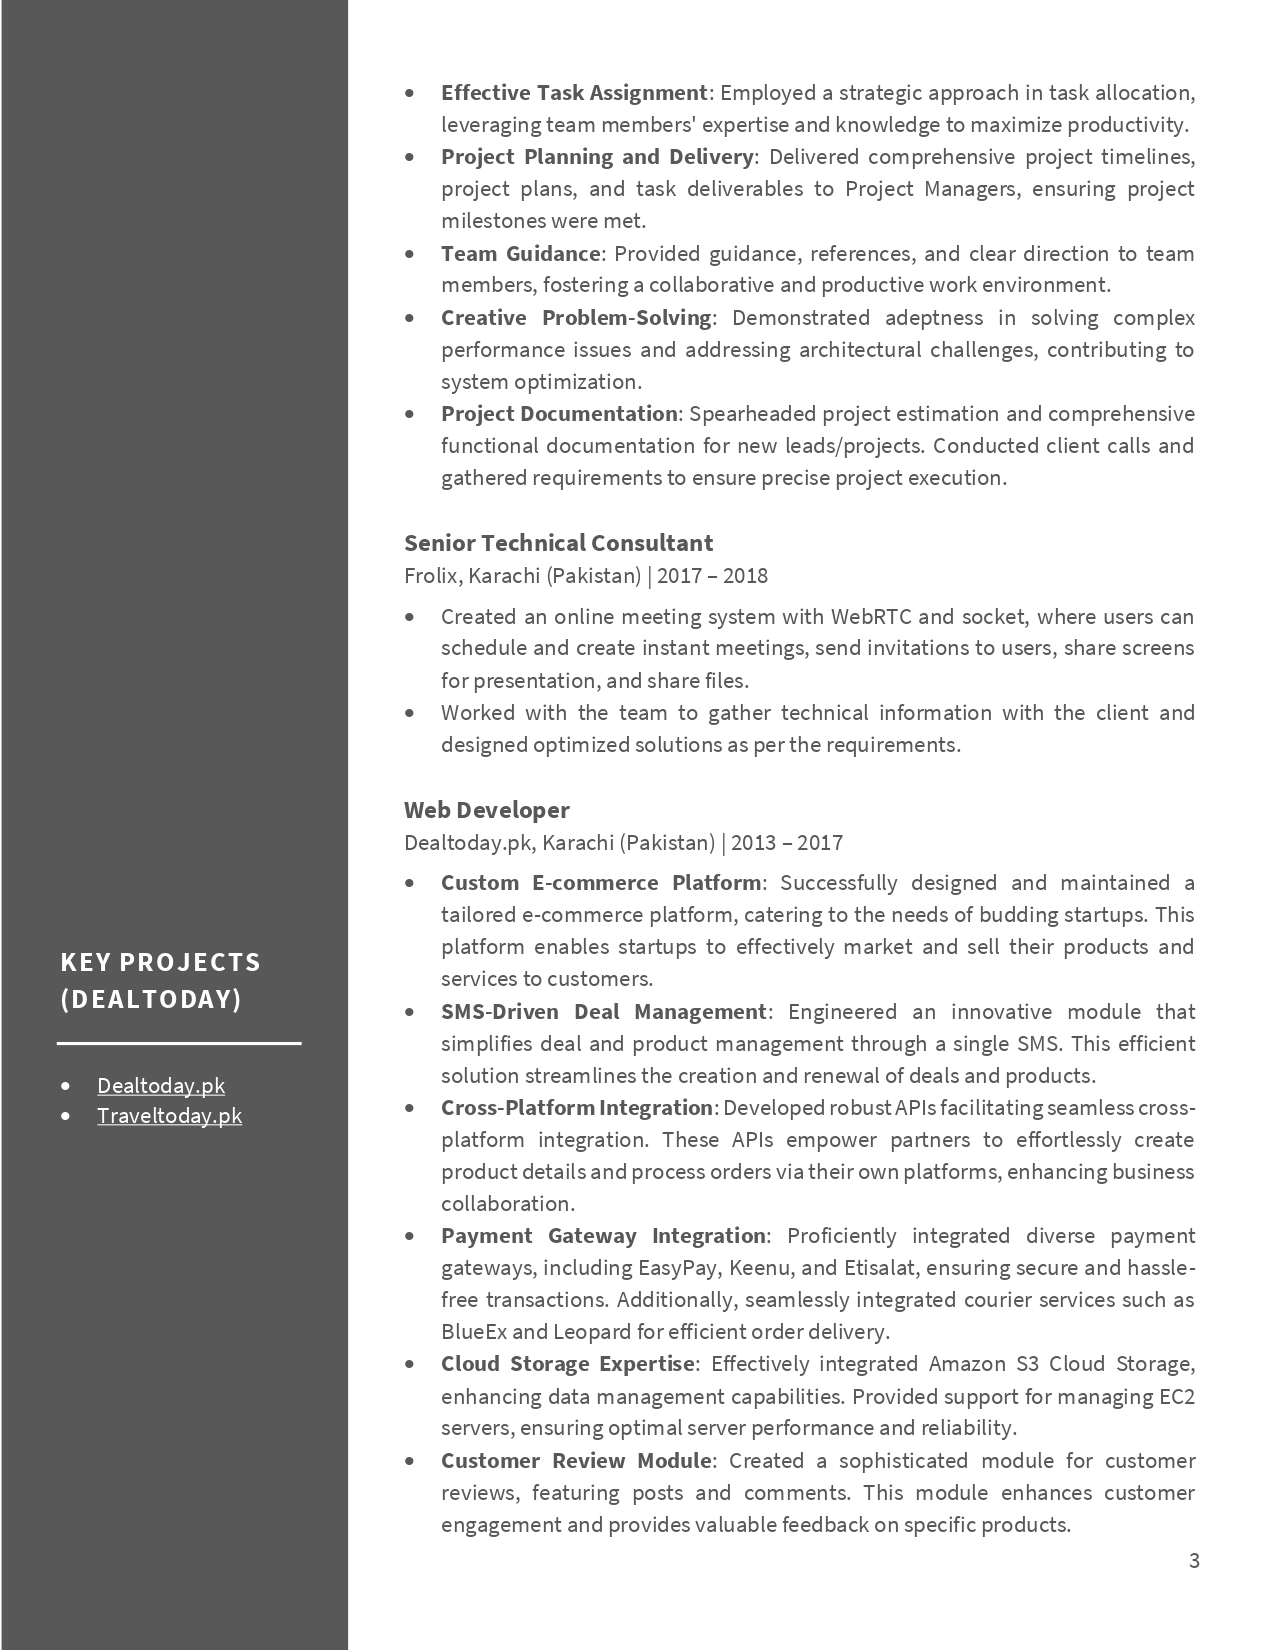 • Effective Task Assignment: Employed a strategic approach in task allocation,
leveraging team members' expertise and knowledge to maximize productivity.
• Project Planning and Delivery: Delivered comprehensive project timelines,
project plans, and task deliverables to Project Managers, ensuring project
milestones were met.
• Team Guidance: Provided guidance, references, and clear direction to team
members, fostering a collaborative and productive work environment.
• Creative Problem-Solving: Demonstrated adeptness in solving complex
performance issues and addressing architectural challenges, contributing to
system optimization.
• Project Documentation: Spearheaded project estimation and comprehensive
functional documentation for new leads/projects. Conducted client calls and
gathered requirements to ensure precise project execution.
Senior Technical Consultant
Frolix, Karachi (Pakistan) | 2017 – 2018
• Created an online meeting system with WebRTC and socket, where users can
schedule and create instant meetings, send invitations to users, share screens
for presentation, and share files.
• Worked with the team to gather technical information with the client and
designed optimized solutions as per the requirements.
Web Developer
Dealtoday.pk, Karachi (Pakistan) | 2013 – 2017
• Custom E-commerce Platform: Successfully designed and maintained a
tailored e-commerce platform, catering to the needs of budding startups. This
platform enables startups to effectively market and sell their products and
services to customers.
• SMS-Driven Deal Management: Engineered an innovative module that
simplifies deal and product management through a single SMS. This efficient
solution streamlines the creation and renewal of deals and products.
• Cross-Platform Integration: Developed robust APIs facilitating seamless cross-
platform integration. These APIs empower partners to effortlessly create
product details and process orders via their own platforms, enhancing business
collaboration.
• Payment Gateway Integration: Proficiently integrated diverse payment
gateways, including EasyPay, Keenu, and Etisalat, ensuring secure and hassle-
free transactions. Additionally, seamlessly integrated courier services such as
BlueEx and Leopard for efficient order delivery.
• Cloud Storage Expertise: Effectively integrated Amazon S3 Cloud Storage,
enhancing data management capabilities. Provided support for managing EC2
servers, ensuring optimal server performance and reliability.
• Customer Review Module: Created a sophisticated module for customer
reviews, featuring posts and comments. This module enhances customer
engagement and provides valuable feedback on specific products.
KEY PROJECTS
(DEALTODAY)
• Dealtoday.pk
• Traveltoday.pk
3